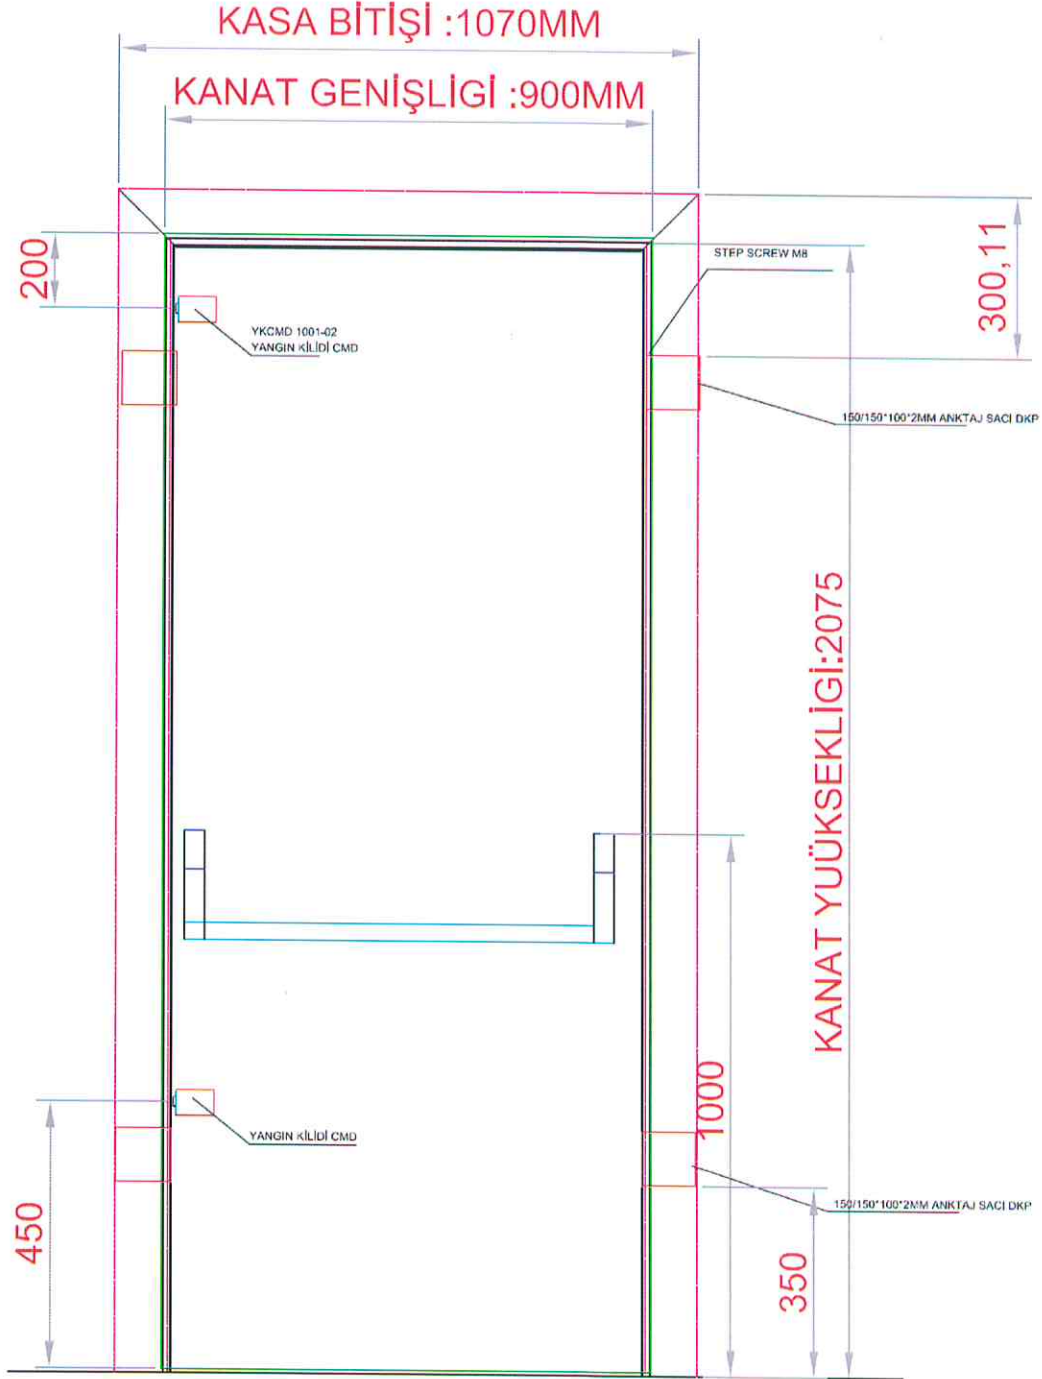 KASA BİTİŞİ :1070MM
KANAT GENİŞLİGİ :900MM
200
300,11
STEP SCREW M8
YKCMD 1001-02
YANGIN KİLİDİ CMD
150/150*100*2MM ANKTAJ SACI DKP
KANAT YUÜKSEKLİGİ:2075
1000
YANGIN KİLİDİ CMD
450
150/150*100*2MM ANKTAJ SACI DKP
350